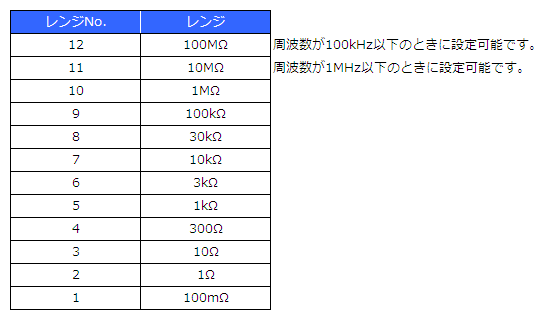 レンジNo. レンジ
12 100MΩ 周波数が100kHz以下のときに設定可能です。
11 10MΩ 周波数が1MHz以下のときに設定可能です。
10 1MΩ
9 100kΩ
8 30kΩ
7 10kΩ
6 3kΩ
5 1kΩ
4 300Ω
3 10Ω
2 1Ω
1 100mΩ